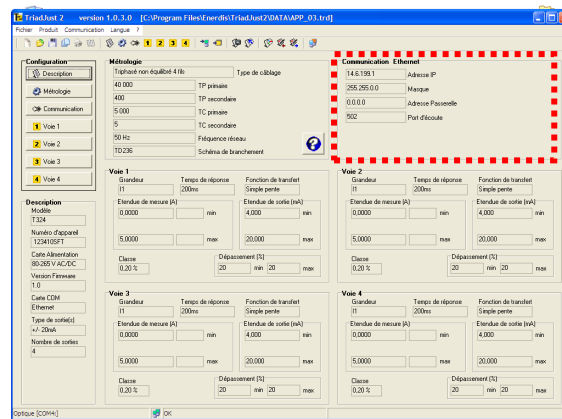 TriadJust 2 version 1.0.3.0 [C:\Program Files\Enerdis\TriadJust2\DATA\APP_03.trd]
Fichier Produit Communication Langue ?
1 2 3 4
Configuration
Description
Métrologie
Communication
1 Voie 1
2 Voie 2
3 Voie 3
4 Voie 4
Description
Modèle
T324
Numéro d'appareil
123410SFT
Carte Alimentation
80-265 V AC/DC
Version Firmware
1.0
Carte COM
Ethernet
Type de sortie(s)
+/- 20mA
Nombre de sorties
4
Métrologie
Triphasé non équilibré 4 fils Type de câblage
40 000 TP primaire
400 TP secondaire
5 000 TC primaire
5 TC secondaire
50 Hz Fréquence réseau
TD236 Schéma de branchement
?
Communication Ethernet
14.6.199.1 Adresse IP
255.255.0.0 Masque
0.0.0.0 Adresse Passerelle
502 Port d'écoute
Voie 1
Grandeur Temps de réponse Fonction de transfert
I1 200ms Simple pente
Etendue de mesure (A) Etendue de sortie (mA)
0,0000 min 4,000 min
5,0000 max 20,000 max
Classe Dépassement (%)
0,20 % 20 min 20 max
Voie 2
Grandeur Temps de réponse Fonction de transfert
I1 200ms Simple pente
Etendue de mesure (A) Etendue de sortie (mA)
0,0000 min 4,000 min
5,0000 max 20,000 max
Classe Dépassement (%)
0,20 % 20 min 20 max
Voie 3
Grandeur Temps de réponse Fonction de transfert
I1 200ms Simple pente
Etendue de mesure (A) Etendue de sortie (mA)
0,0000 min 4,000 min
5,0000 max 20,000 max
Classe Dépassement (%)
0,20 % 20 min 20 max
Voie 4
Grandeur Temps de réponse Fonction de transfert
I1 200ms Simple pente
Etendue de mesure (A) Etendue de sortie (mA)
0,0000 min 4,000 min
5,0000 max 20,000 max
Classe Dépassement (%)
0,20 % 20 min 20 max
Optique [COM4:] OK